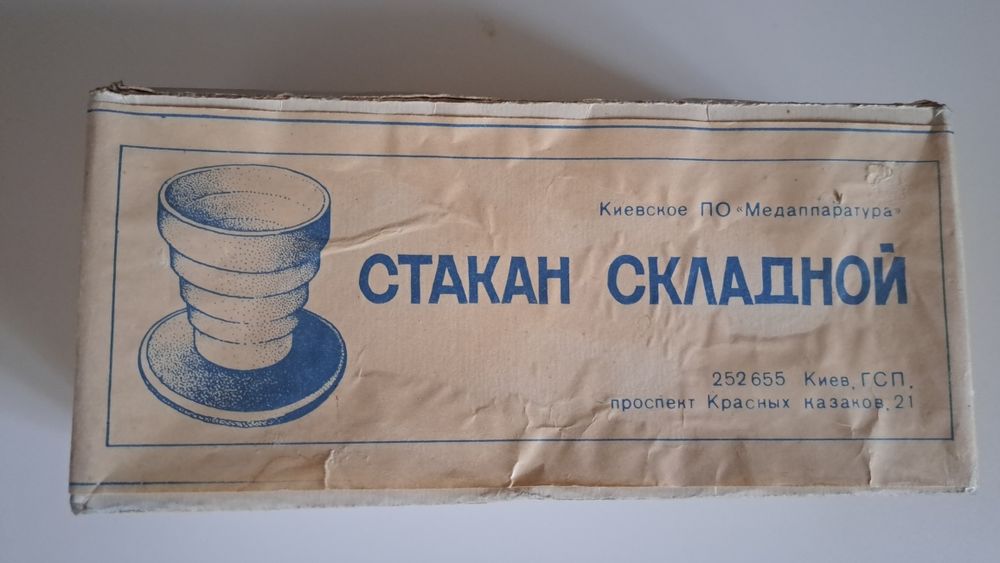 Киевское ПО «Медаппаратура»
СТАКАН СКЛАДНОЙ
252655 Киев, ГСП,
проспект Красных казаков, 21